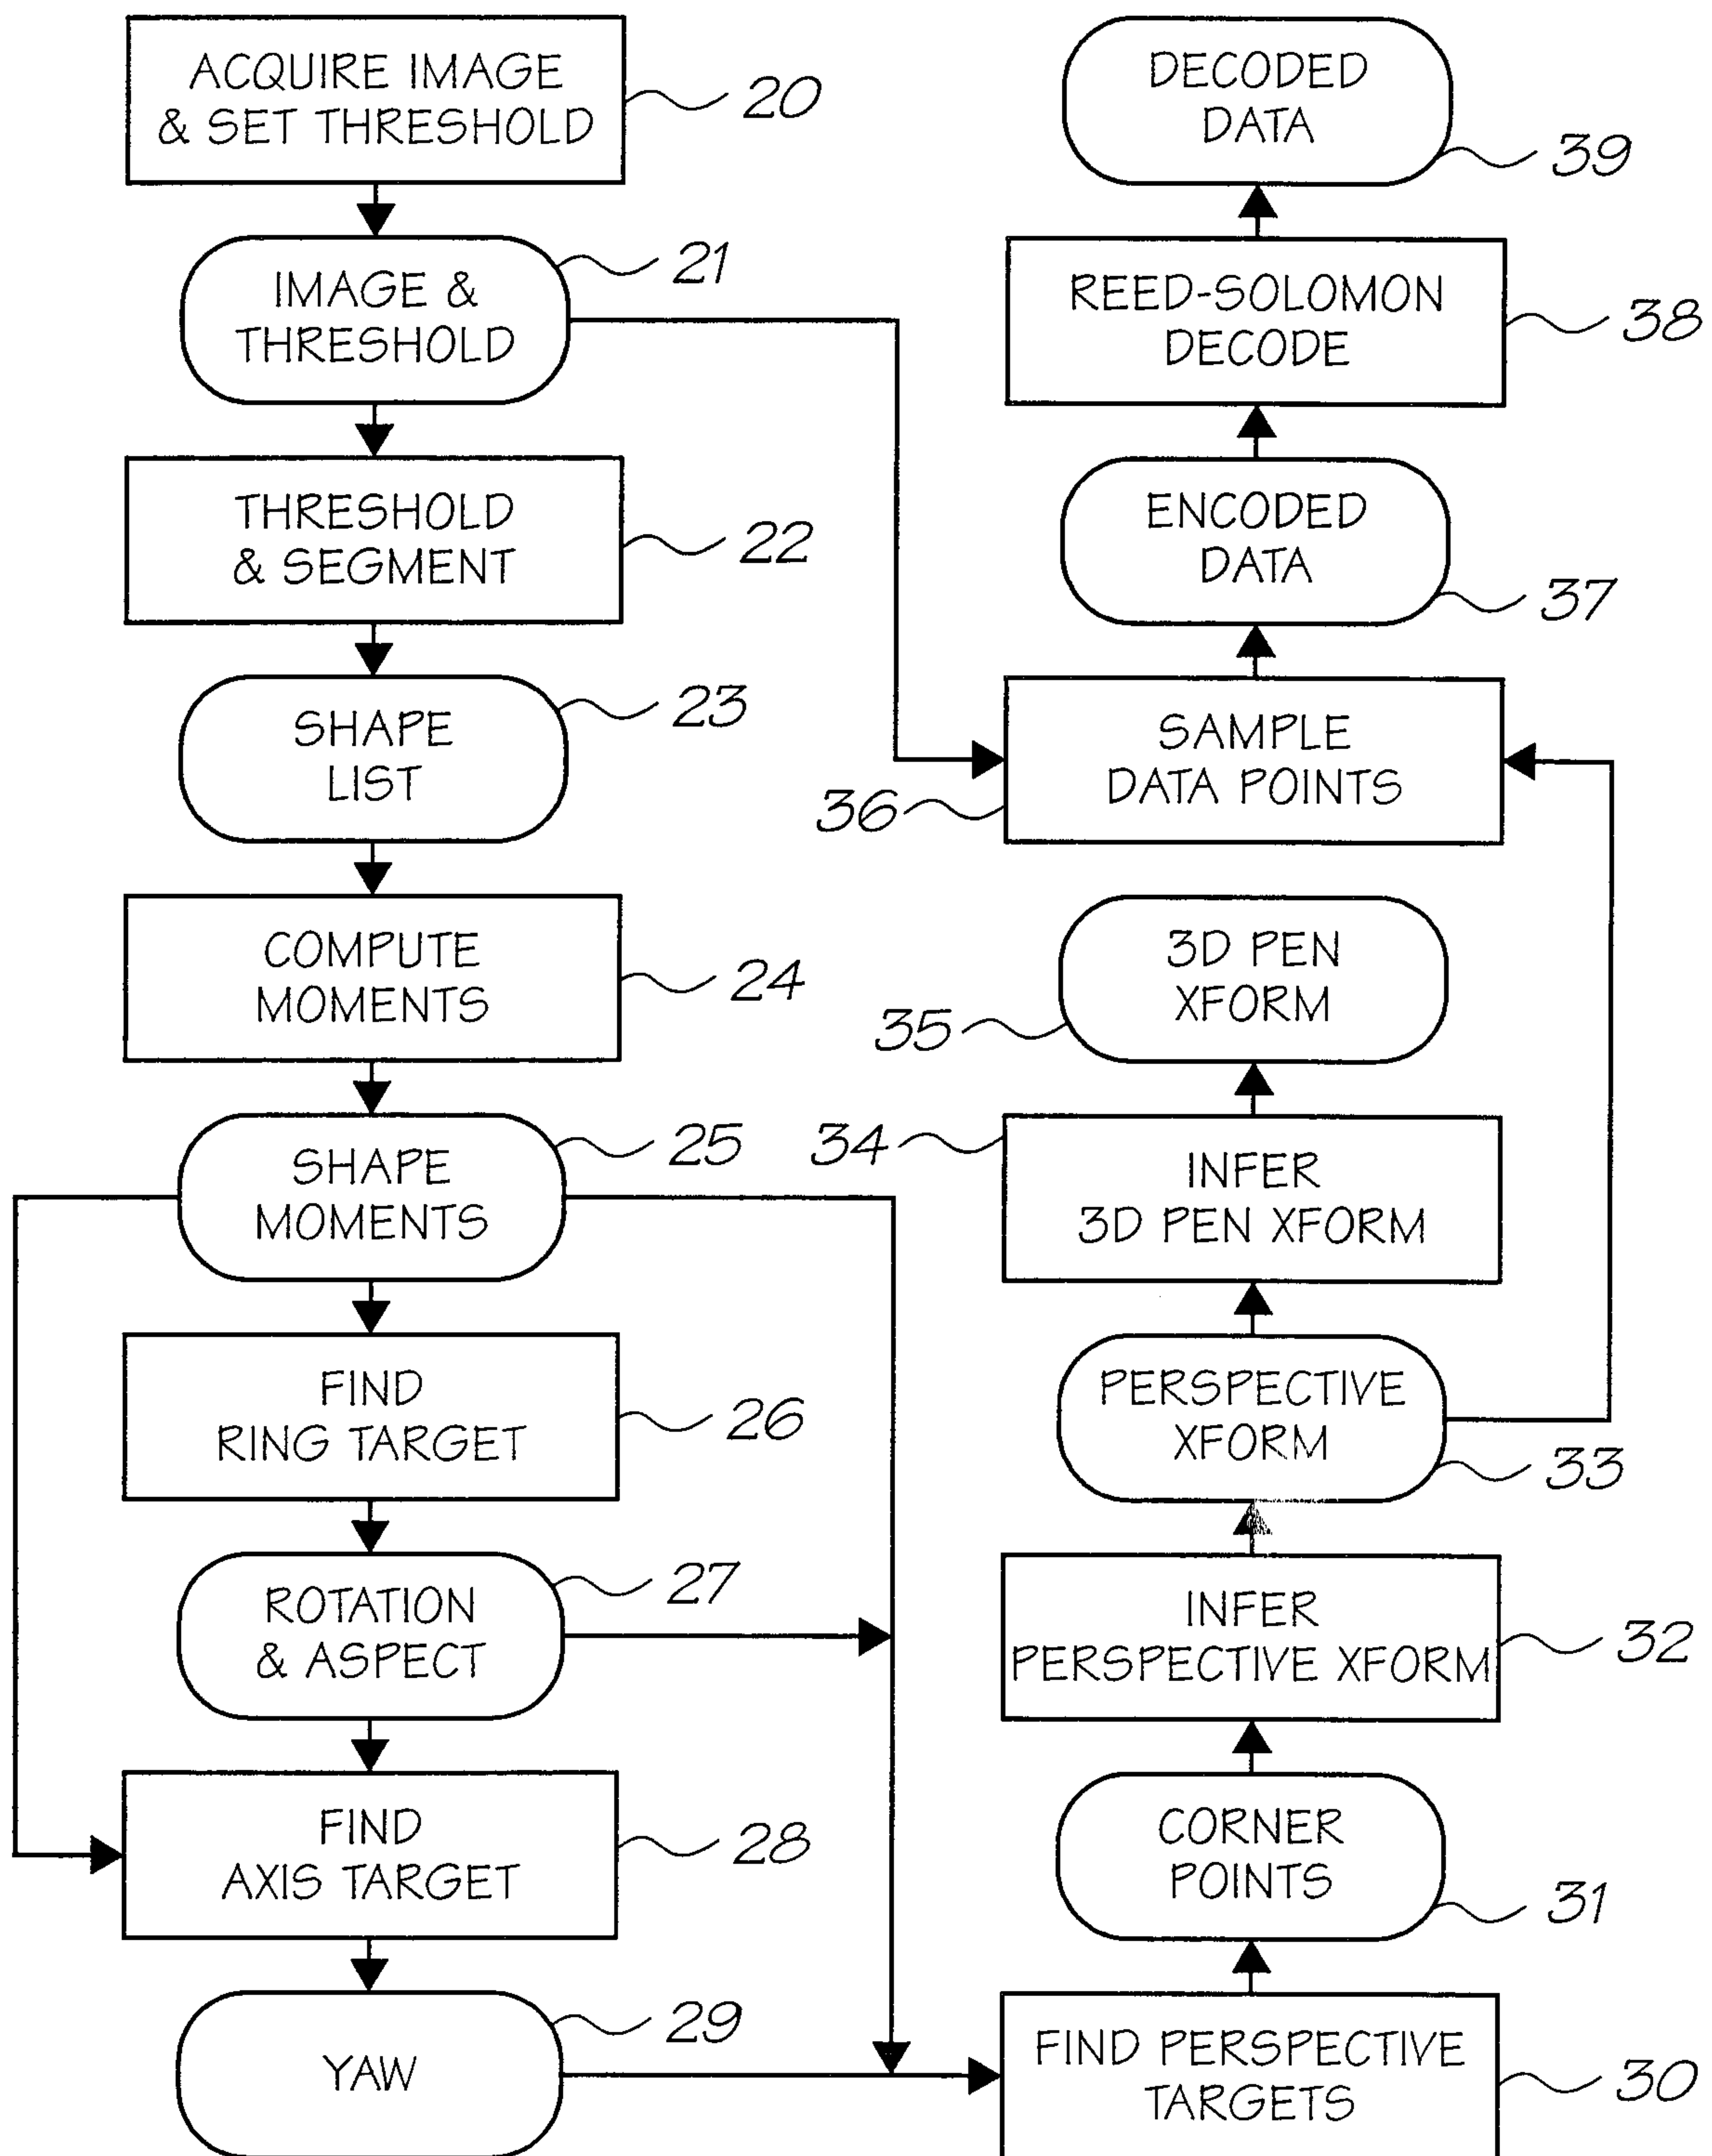 ACQUIRE IMAGE
& SET THRESHOLD
20
IMAGE &
THRESHOLD
21
THRESHOLD
& SEGMENT
22
SHAPE
LIST
23
COMPUTE
MOMENTS
24
SHAPE
MOMENTS
25
FIND
RING TARGET
26
ROTATION
& ASPECT
27
FIND
AXIS TARGET
28
YAW
29
DECODED
DATA
39
REED-SOLOMON
DECODE
38
ENCODED
DATA
37
SAMPLE
DATA POINTS
36
3D PEN
XFORM
35
INFER
3D PEN XFORM
34
PERSPECTIVE
XFORM
33
INFER
PERSPECTIVE XFORM
32
CORNER
POINTS
31
FIND PERSPECTIVE
TARGETS
30